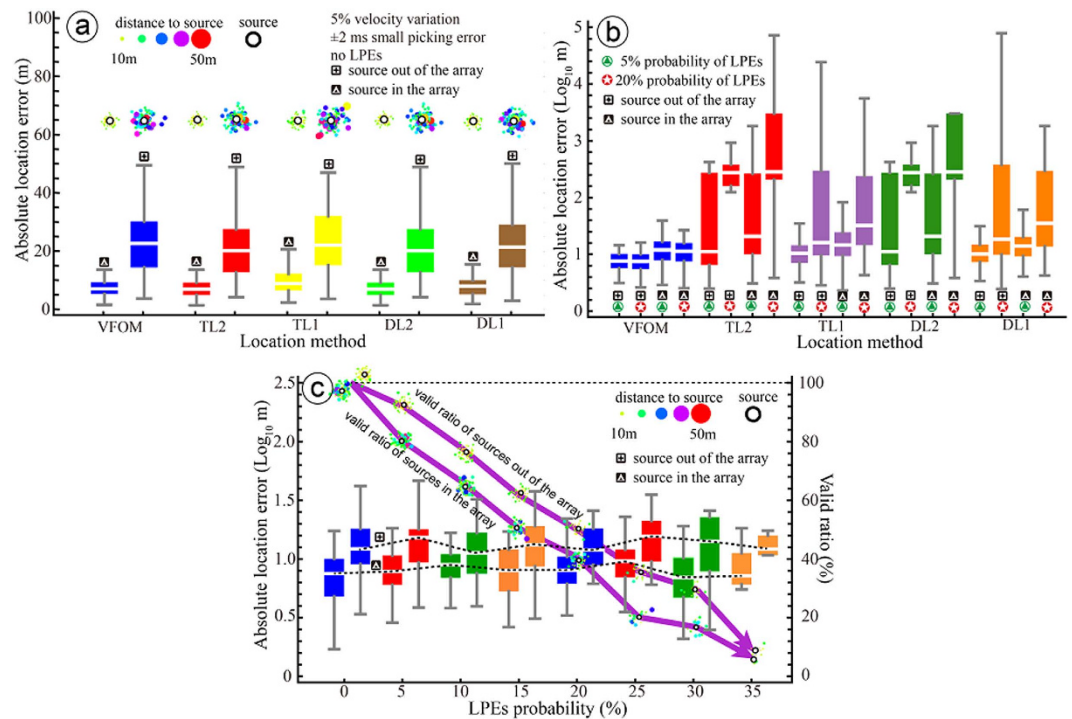 a
distance to source
source
10m
50m
5% velocity variation
±2 ms small picking error
no LPEs
source out of the array
source in the array
Absolute location error (m)
100
80
60
40
20
0
VFOM
TL2
TL1
DL2
DL1
Location method
b
5% probability of LPEs
20% probability of LPEs
source out of the array
source in the array
Absolute location error (Log10 m)
5
4
3
2
1
0
VFOM
TL2
TL1
DL2
DL1
Location method
c
distance to source
source
10m
50m
source out of the array
source in the array
valid ratio of sources out of the array
valid ratio of sources in the array
Absolute location error (Log10 m)
2.5
2.0
1.5
1.0
0.5
0
Valid ratio (%)
100
80
60
40
20
0
0 5 10 15 20 25 30 35
LPEs probability (%)